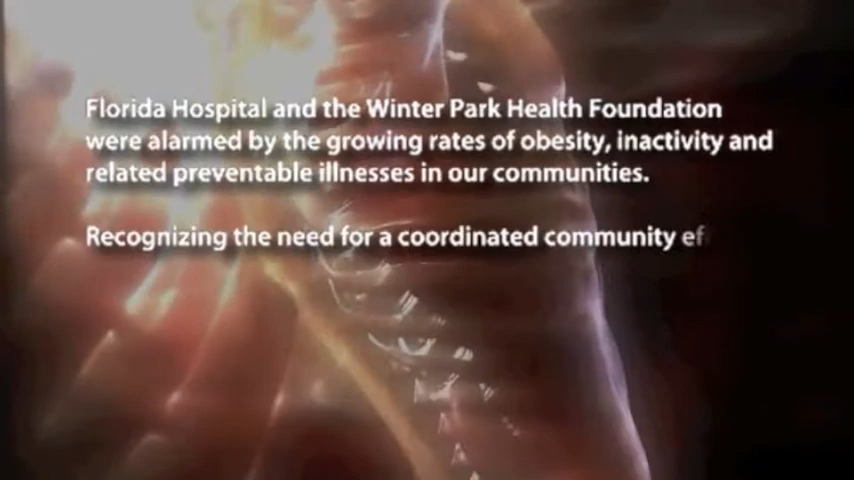 Florida Hospital and the Winter Park Health Foundation
were alarmed by the growing rates of obesity, inactivity and
related preventable illnesses in our communities.
Recognizing the need for a coordinated community